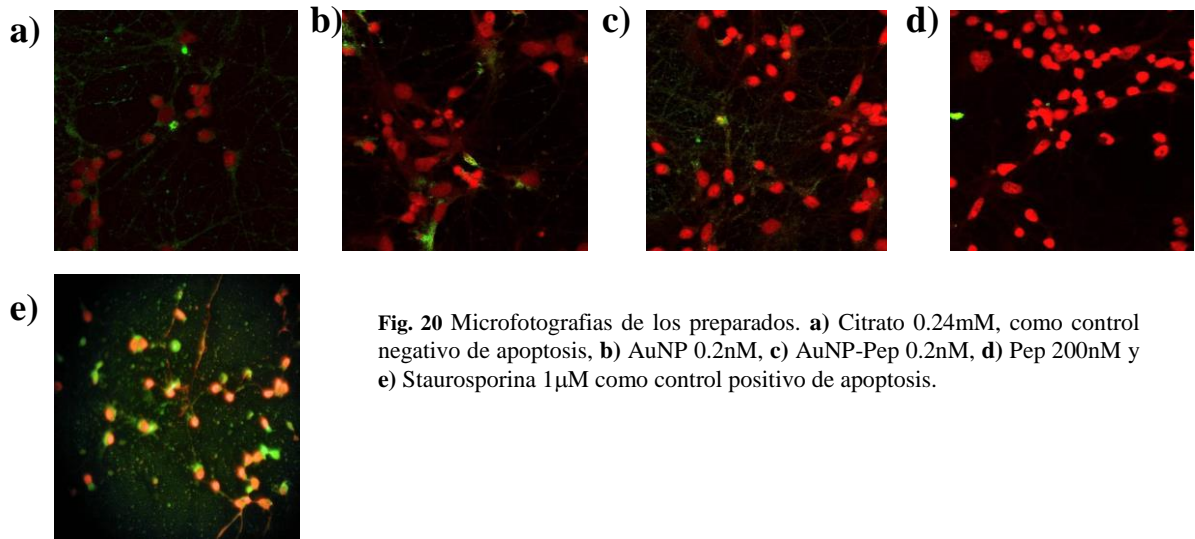 a)
b)
c)
d)
e)
Fig. 20 Microfotografias de los preparados. a) Citrato 0.24mM, como control
negativo de apoptosis, b) AuNP 0.2nM, c) AuNP-Pep 0.2nM, d) Pep 200nM y
e) Staurosporina 1μM como control positivo de apoptosis.